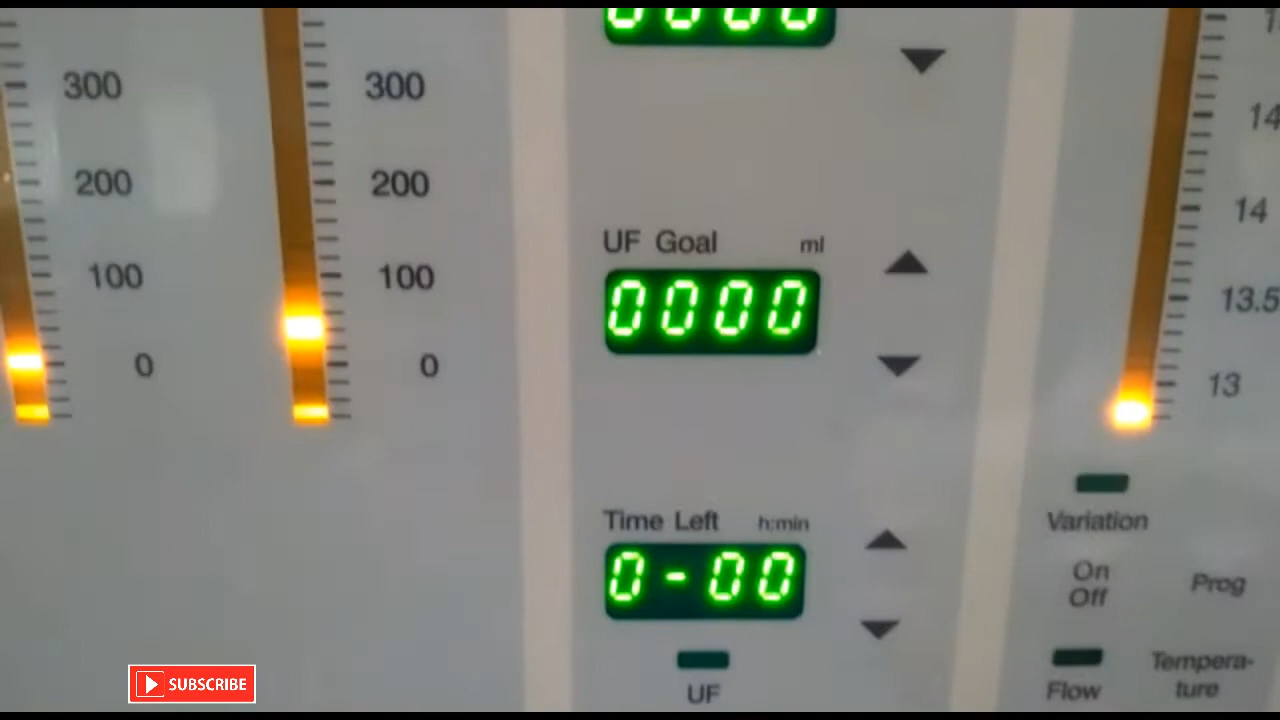 0000
300
200
100
0
300
200
100
0
UF Goal ml
0000
Time Left h:min
0-00
UF
14
13.5
13
Variation
On
Off
Prog
Flow
Tempera-
ture
SUBSCRIBE